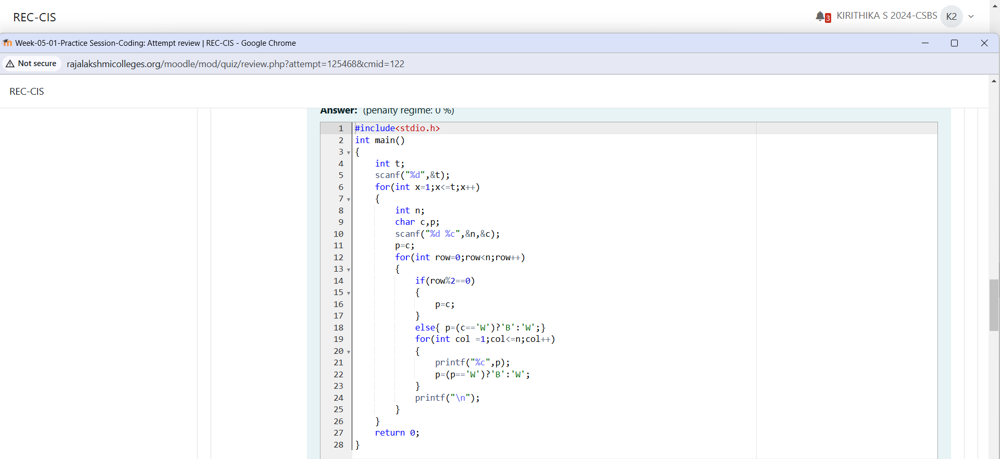 REC-CIS
3 KIRITHIKA S 2024-CSBS K2
Week-05-01-Practice Session-Coding: Attempt review | REC-CIS - Google Chrome
Not secure rajalakshmicolleges.org/moodle/mod/quiz/review.php?attempt=125468&cmid=122
REC-CIS
Answer: (penalty regime: 0 %)
1 #include<stdio.h>
2 int main()
3 {
4     int t;
5     scanf("%d",&t);
6     for(int x=1;x<=t;x++)
7     {
8         int n;
9         char c,p;
10         scanf("%d %c",&n,&c);
11         p=c;
12         for(int row=0;row<n;row++)
13         {
14             if(row%2==0)
15             {
16                 p=c;
17             }
18             else{ p=(c=='W')?'B':'W';}
19             for(int col =1;col<=n;col++)
20             {
21                 printf("%c",p);
22                 p=(p=='W')?'B':'W';
23             }
24             printf("\n");
25         }
26     }
27     return 0;
28 }